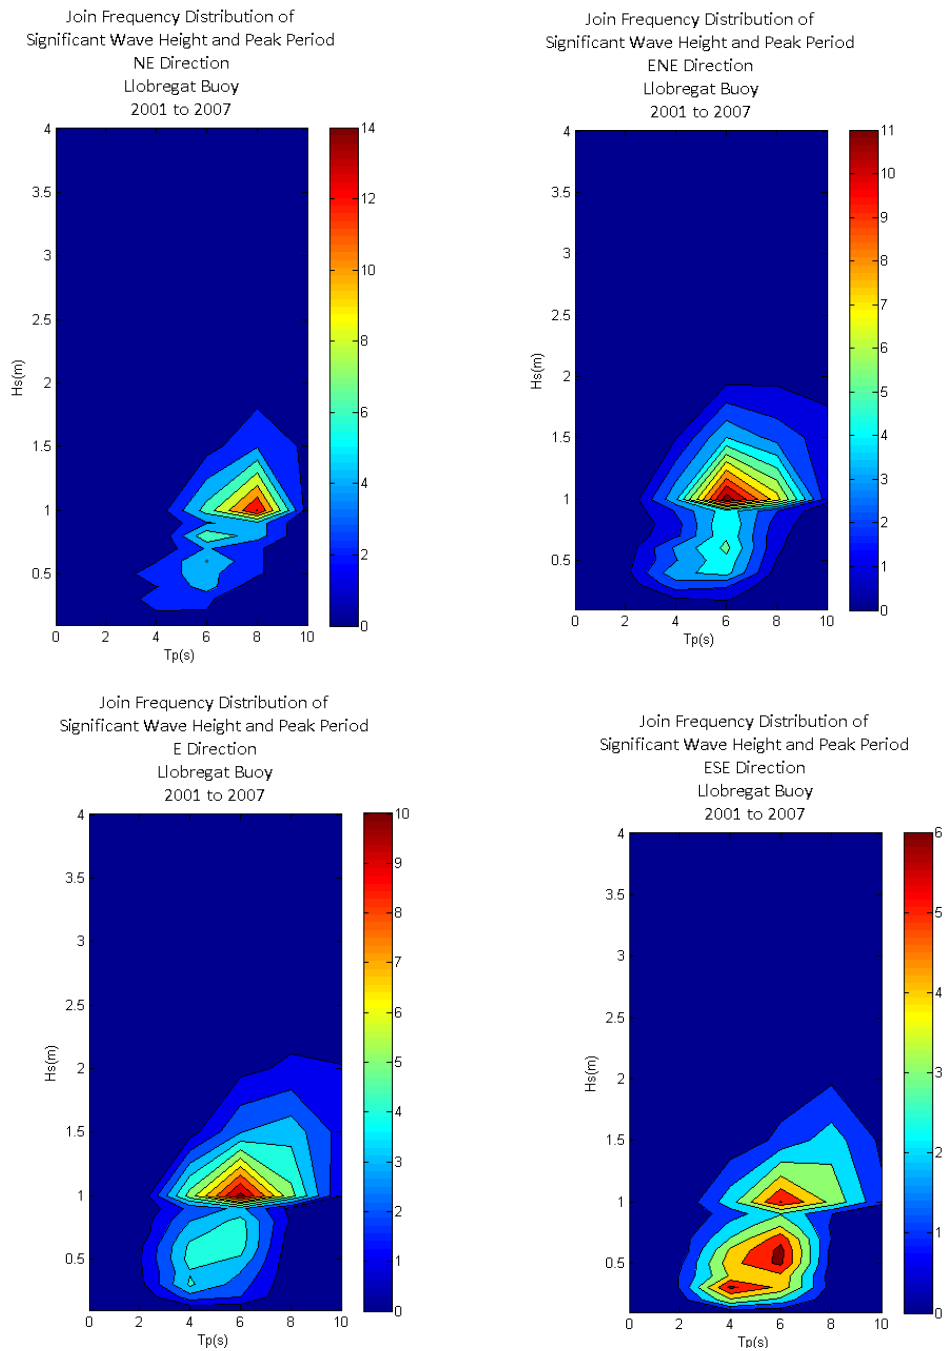 Join Frequency Distribution of
Significant Wave Height and Peak Period
NE Direction
Llobregat Buoy
2001 to 2007
4
3.5
3
2.5
2
1.5
1
0.5
Hs(m)
0 2 4 6 8 10
Tp(s)
14
12
10
8
6
4
2
0
Join Frequency Distribution of
Significant Wave Height and Peak Period
ENE Direction
Llobregat Buoy
2001 to 2007
4
3.5
3
2.5
2
1.5
1
0.5
Hs(m)
0 2 4 6 8 10
Tp(s)
11
10
9
8
7
6
5
4
3
2
1
0
Join Frequency Distribution of
Significant Wave Height and Peak Period
E Direction
Llobregat Buoy
2001 to 2007
4
3.5
3
2.5
2
1.5
1
0.5
Hs(m)
0 2 4 6 8 10
Tp(s)
10
9
8
7
6
5
4
3
2
1
0
Join Frequency Distribution of
Significant Wave Height and Peak Period
ESE Direction
Llobregat Buoy
2001 to 2007
4
3.5
3
2.5
2
1.5
1
0.5
Hs(m)
0 2 4 6 8 10
Tp(s)
6
5
4
3
2
1
0